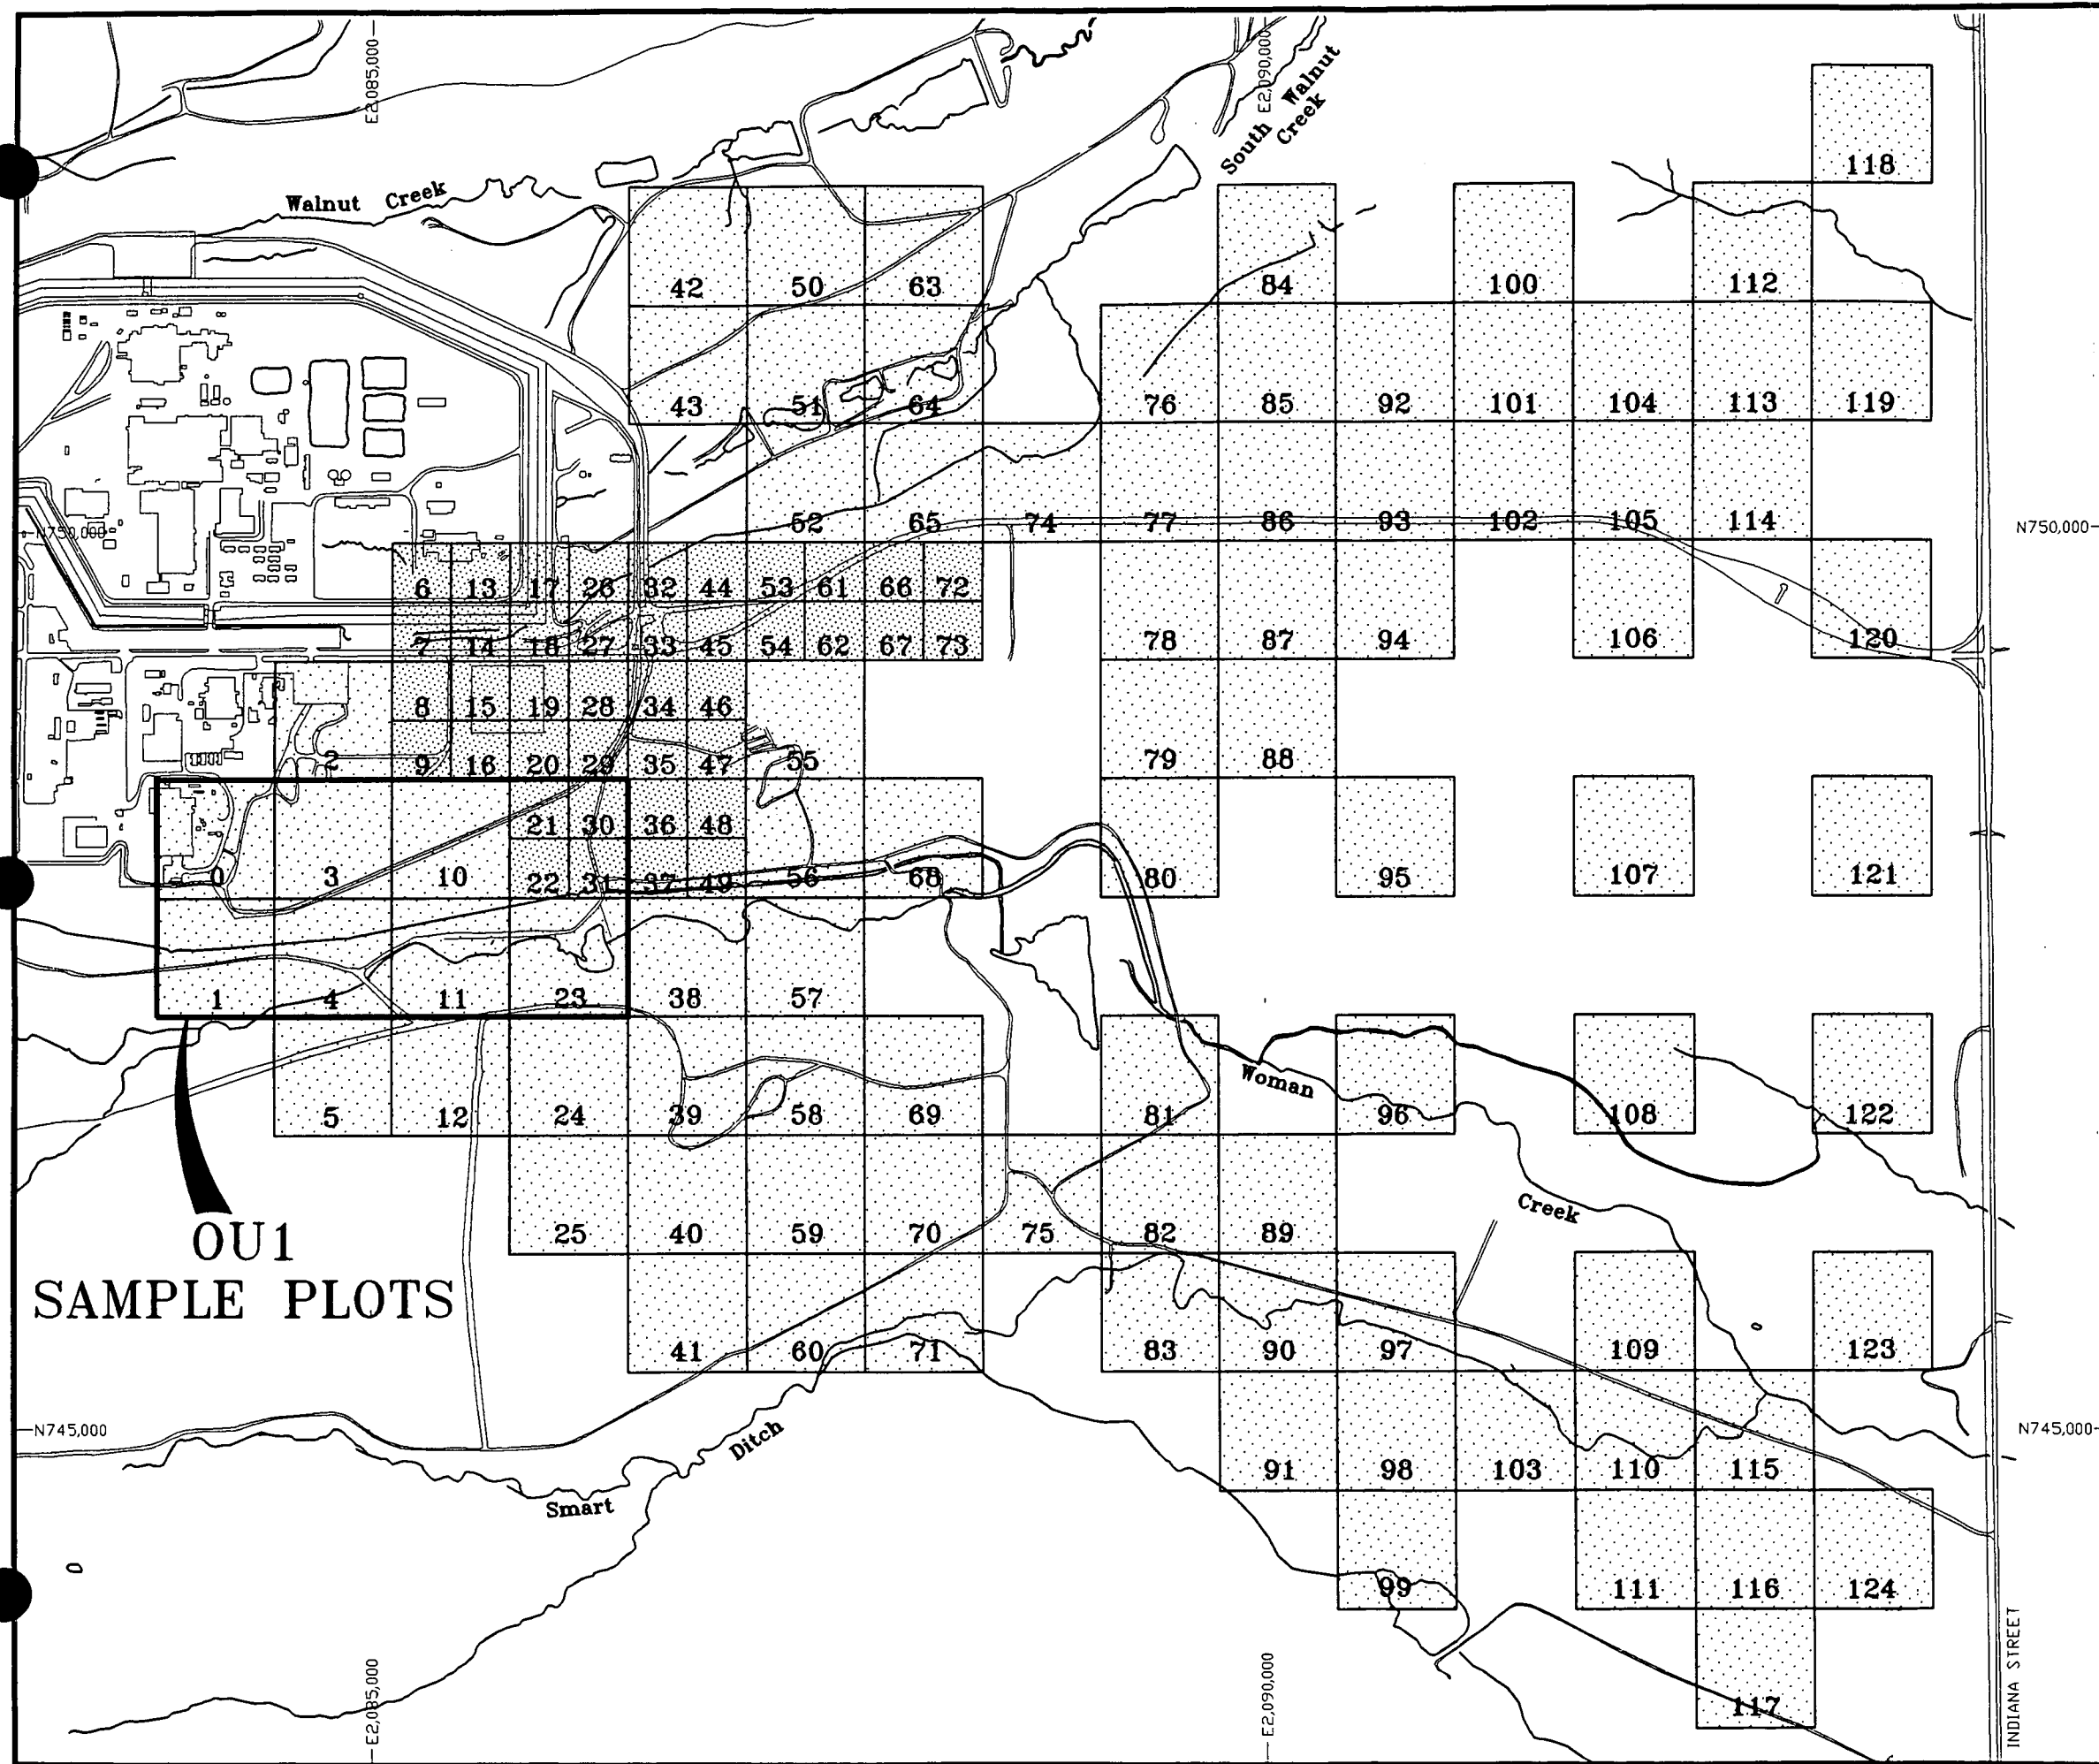 E2,085,000
E2,090,000
South Walnut
Creek
118
Walnut Creek
42 50 63 84 100 112
43 51 64 76 85 92 101 104 113 119
N750,000
52 65 74 77 86 93 102 105 114
N750,000
6 13 17 26 32 44 53 61 66 72
7 14 18 27 33 45 54 62 67 73 78 87 94 106 120
8 15 19 28 34 46
2 9 16 20 29 35 47 55 79 88
21 30 36 48
0 3 10 22 31 37 49 56 68 80 95 107 121
1 4 11 23 38 57
Woman
5 12 24 39 58 69 81 96 108 122
Creek
OU1
SAMPLE PLOTS
25 40 59 70 75 82 89
41 60 71 83 90 97 109 123
N745,000
N745,000
Ditch
Smart
91 98 103 110 115
99 111 116 124
117
E2,085,000
E2,090,000
INDIANA STREET